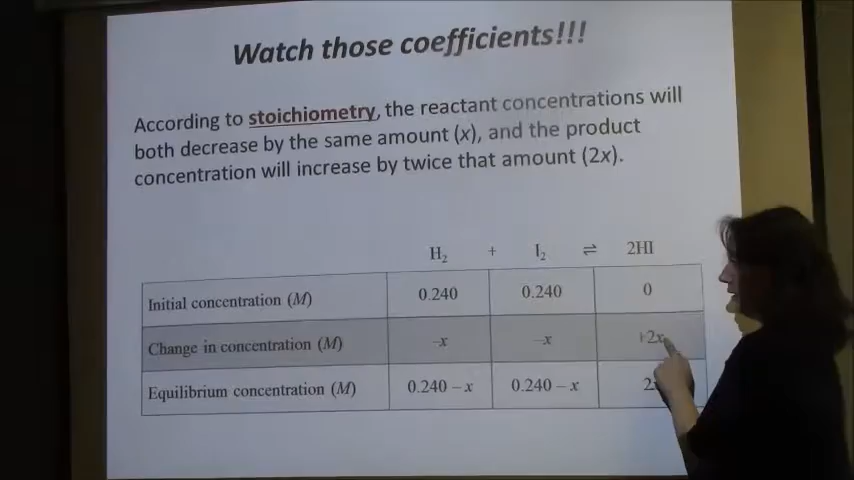 Watch those coefficients!!!
According to stoichiometry, the reactant concentrations will
both decrease by the same amount (x), and the product
concentration will increase by twice that amount (2x).
H₂ + I₂ ⇌ 2HI
Initial concentration (M) 0.240 0.240 0
Change in concentration (M) –x –x +2x
Equilibrium concentration (M) 0.240 – x 0.240 – x 2x